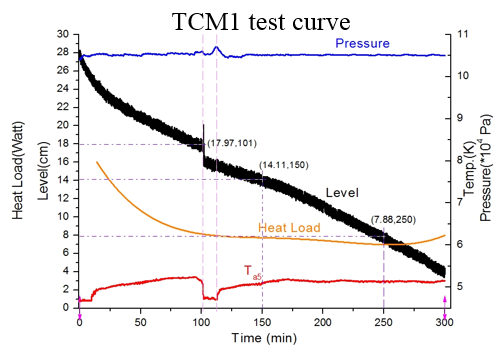 TCM1 test curve
Heat Load(Watt)
Level(cm)
30
28
26
24
22
20
18
16
14
12
10
8
6
4
2
0
Pressure
(17.97,101)
(14.11,150)
Level
(7.88,250)
Heat Load
Ta5
11
10
9
8
7
6
5
Temp.(K)
Pressure(*10^4 Pa)
0 50 100 150 200 250 300
Time (min)